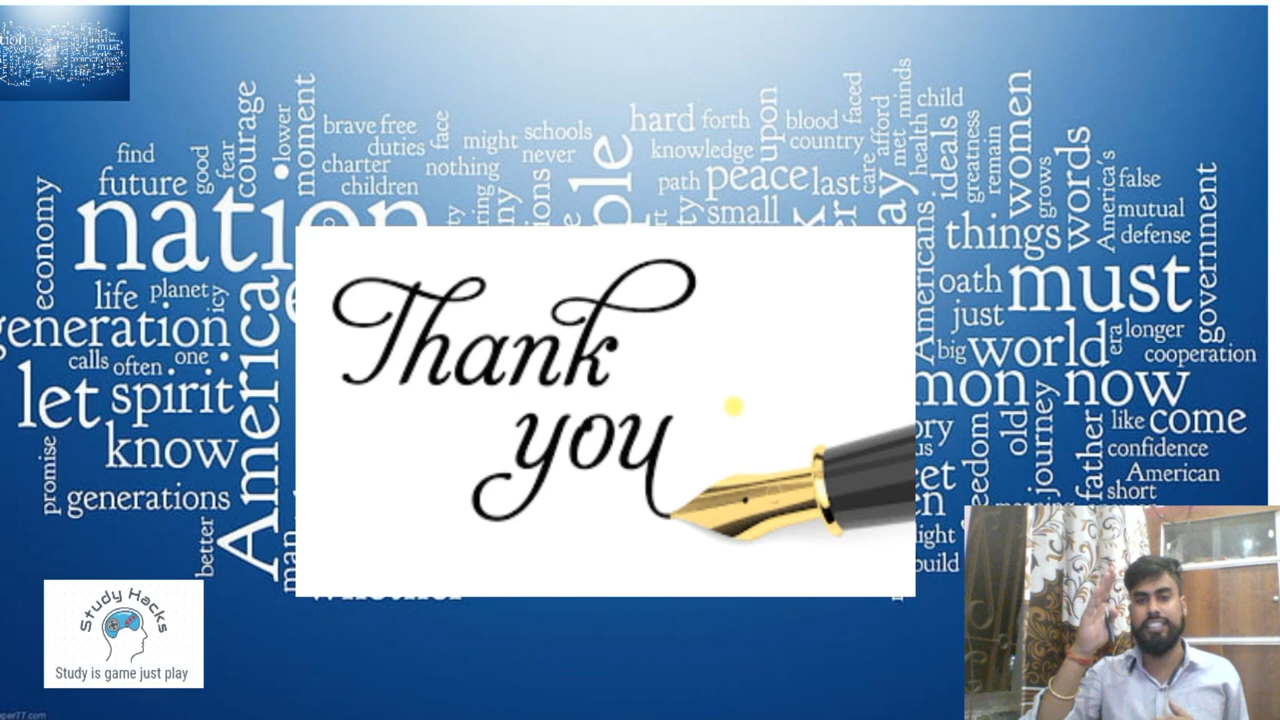 Thank
you
Study Hacks
Study is game just play
courage
lower
moment
brave free
duties
face
might
schools
hard
forth
upon
blood
faced
afford
minds
child
find
good
fear
charter
nothing
never
knowledge
country
met
health
ideals
greatness
remain
women
words
future
children
path
peace
last
care
grows
America's
false
economy
small
mutual
things
defense
government
life
planet
Americans
oath
must
generation
just
era
longer
calls
often
one
America
big
world
cooperation
let
spirit
now
know
old
journey
father
like
come
promise
confidence
generations
American
short
better